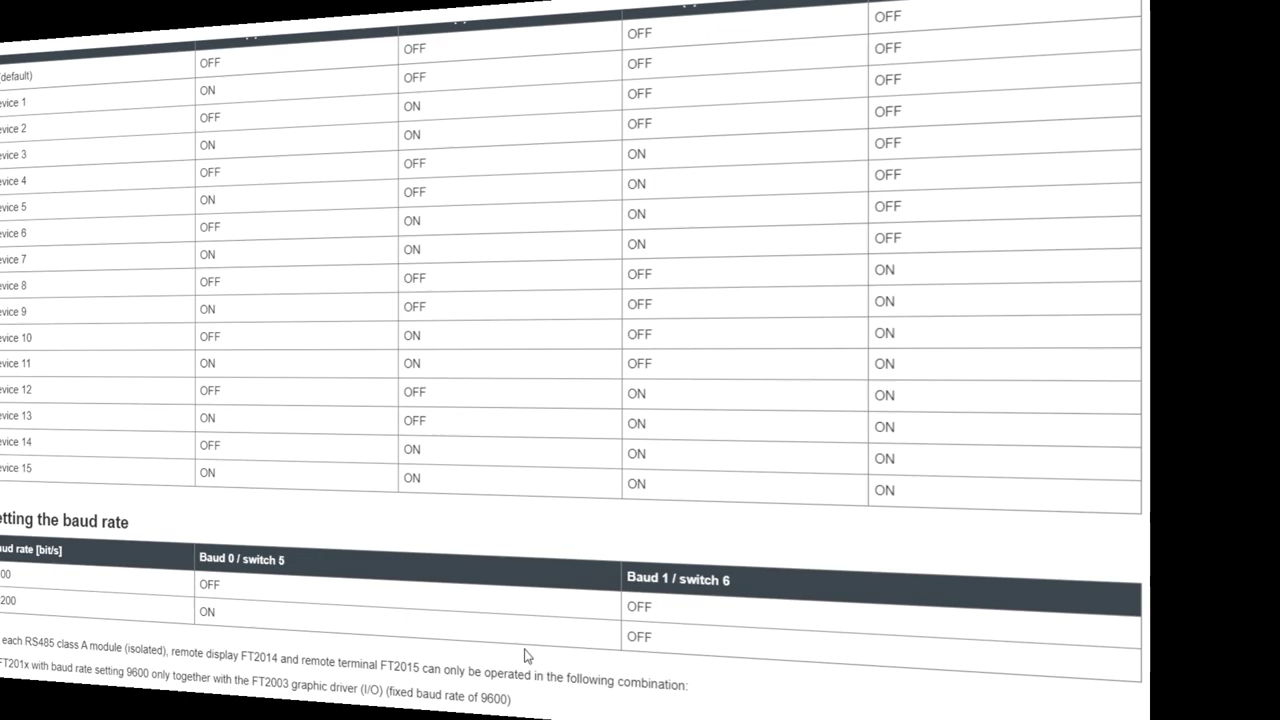 (default) OFF OFF OFF OFF
evice 1 ON OFF OFF OFF
evice 2 OFF ON OFF OFF
evice 3 ON ON OFF OFF
evice 4 OFF OFF ON OFF
evice 5 ON OFF ON OFF
evice 6 OFF ON ON OFF
evice 7 ON ON ON OFF
evice 8 OFF OFF OFF ON
evice 9 ON OFF OFF ON
evice 10 OFF ON OFF ON
evice 11 ON ON OFF ON
evice 12 OFF OFF ON ON
evice 13 ON OFF ON ON
evice 14 OFF ON ON ON
evice 15 ON ON ON ON
etting the baud rate
aud rate [bit/s] Baud 0 / switch 5 Baud 1 / switch 6
00 OFF OFF
200 ON OFF
each RS485 class A module (isolated), remote display FT2014 and remote terminal FT2015 can only be operated in the following combination:
FT201x with baud rate setting 9600 only together with the FT2003 graphic driver (I/O) (fixed baud rate of 9600)